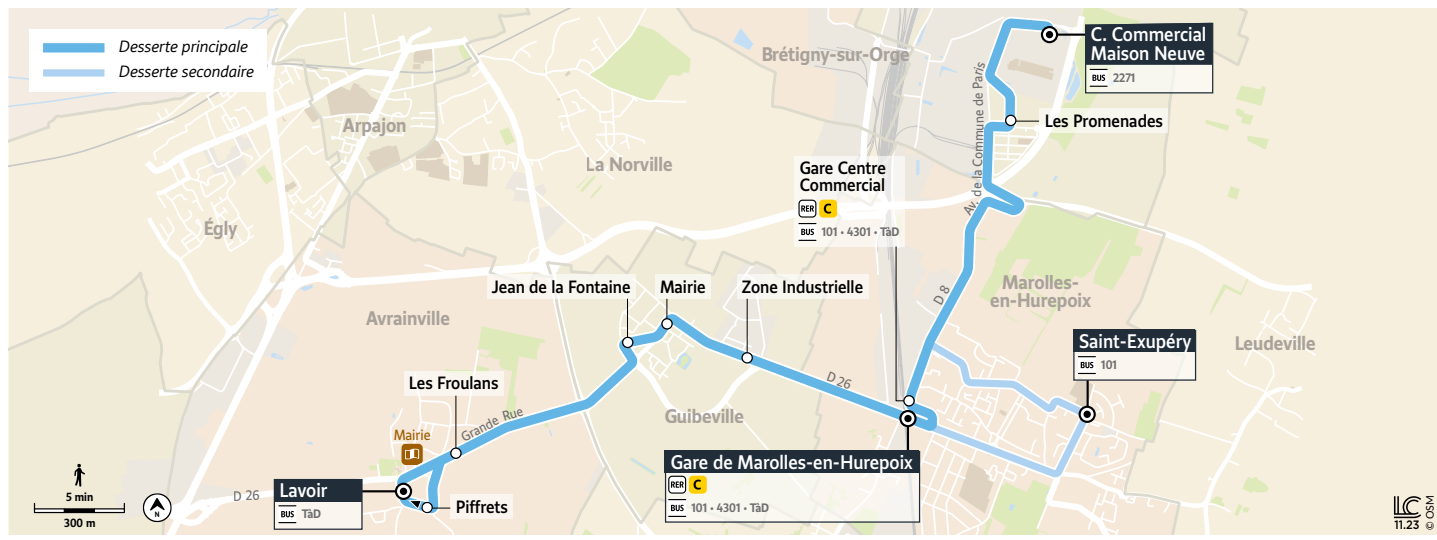 Desserte principale
Desserte secondaire
Brétigny-sur-Orge
C. Commercial
Maison Neuve
BUS 2271
Av. de la Commune de Paris
Les Promenades
Arpajon
La Norville
Gare Centre
Commercial
RER C
BUS 101 • 4301 • TàD
Égly
Jean de la Fontaine
Mairie
Zone Industrielle
D 8
Marolles-
en-Hurepoix
Avrainville
Saint-Exupéry
BUS 101
Leudeville
D 26
Les Froulans
Grande Rue
Guibeville
Mairie
Gare de Marolles-en-Hurepoix
RER C
BUS 101 • 4301 • TàD
5 min
300 m
N
D 26
Lavoir
BUS TàD
Piffrets
LC
11.23
© OSM